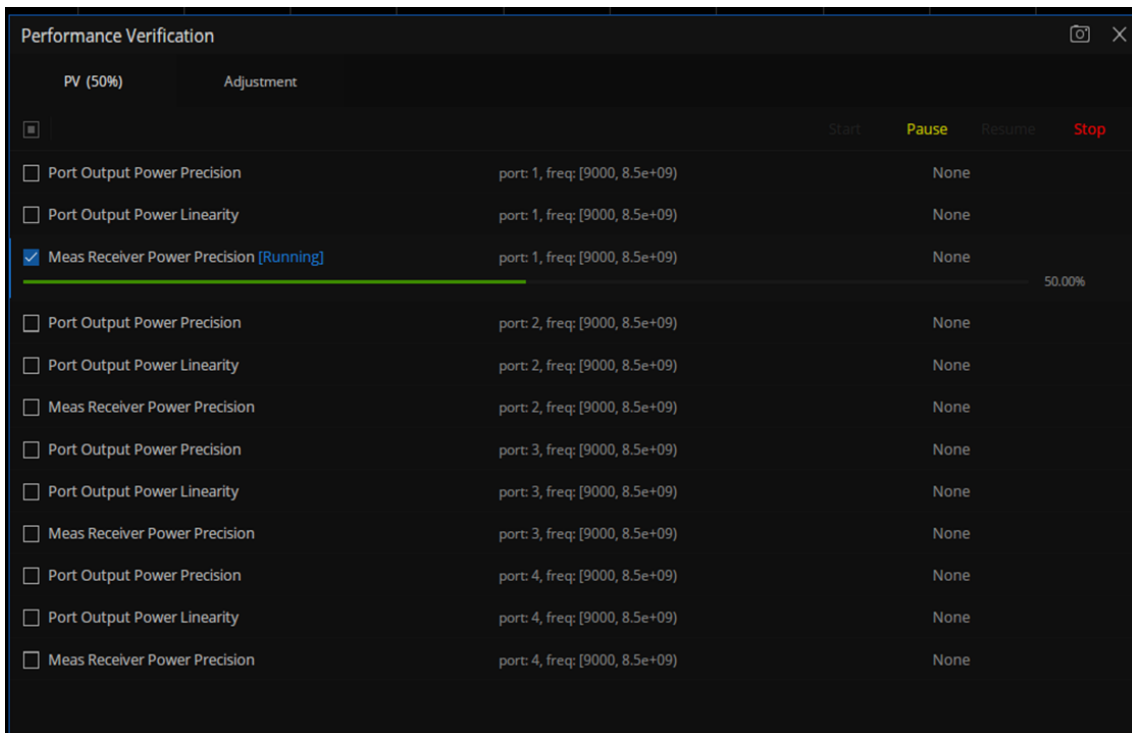 Performance Verification
PV (50%) Adjustment
Start Pause Resume Stop
Port Output Power Precision port: 1, freq: [9000, 8.5e+09) None
Port Output Power Linearity port: 1, freq: [9000, 8.5e+09) None
Meas Receiver Power Precision [Running] port: 1, freq: [9000, 8.5e+09) None
50.00%
Port Output Power Precision port: 2, freq: [9000, 8.5e+09) None
Port Output Power Linearity port: 2, freq: [9000, 8.5e+09) None
Meas Receiver Power Precision port: 2, freq: [9000, 8.5e+09) None
Port Output Power Precision port: 3, freq: [9000, 8.5e+09) None
Port Output Power Linearity port: 3, freq: [9000, 8.5e+09) None
Meas Receiver Power Precision port: 3, freq: [9000, 8.5e+09) None
Port Output Power Precision port: 4, freq: [9000, 8.5e+09) None
Port Output Power Linearity port: 4, freq: [9000, 8.5e+09) None
Meas Receiver Power Precision port: 4, freq: [9000, 8.5e+09) None